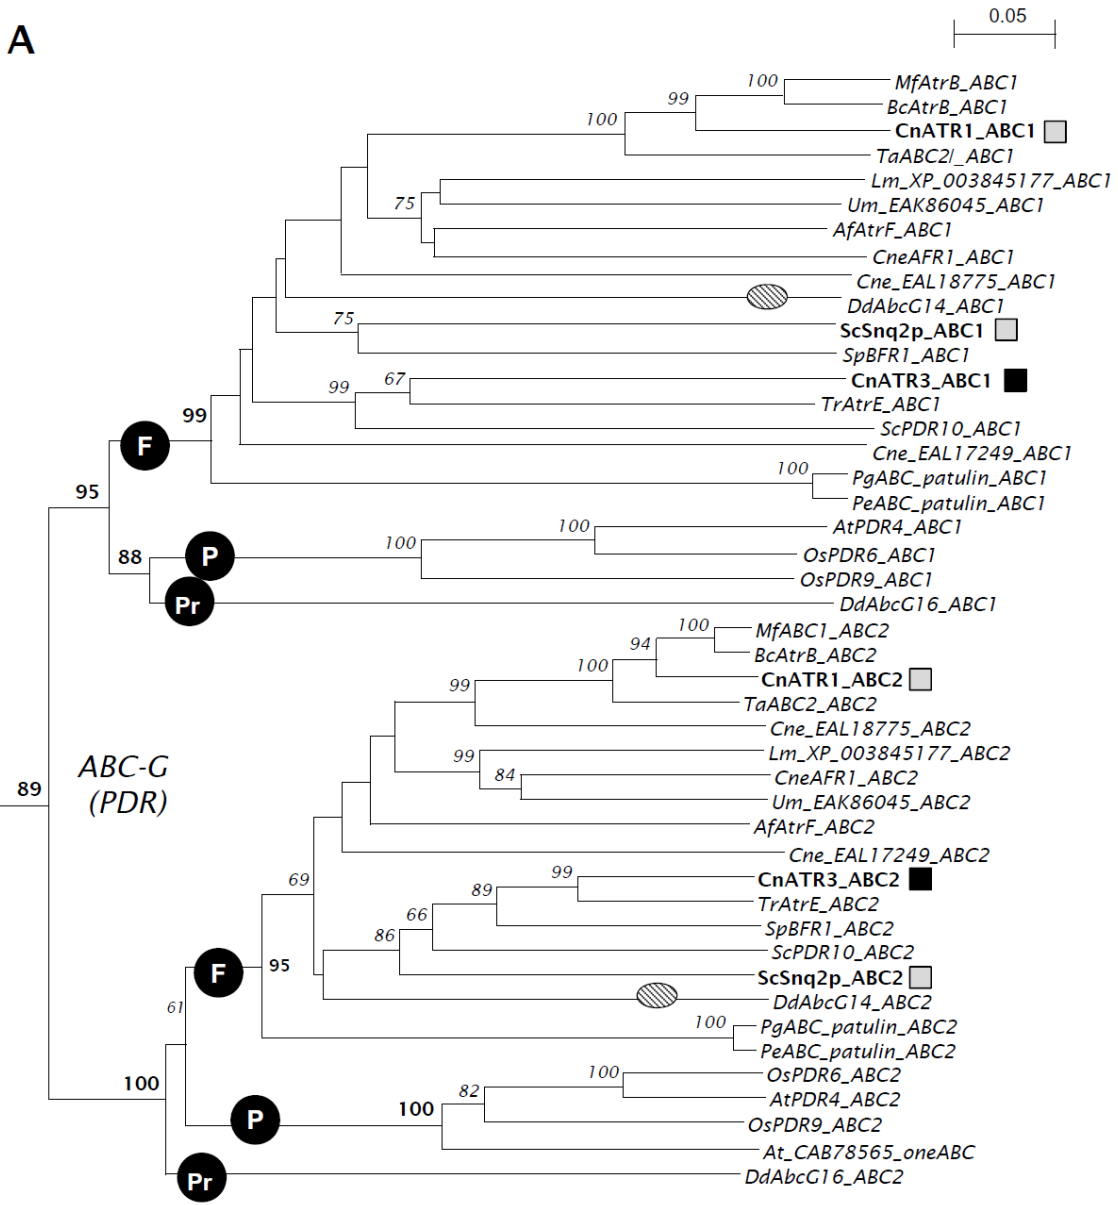 0.05
A
100
MfAtrB_ABC1
99
BcAtrB_ABC1
100
CnATR1_ABC1
TaABC2/_ABC1
Lm_XP_003845177_ABC1
75
Um_EAK86045_ABC1
AfAtrF_ABC1
CneAFR1_ABC1
Cne_EAL18775_ABC1
DdAbcG14_ABC1
75
ScSnq2p_ABC1
SpBFR1_ABC1
67
CnATR3_ABC1
99
TrAtrE_ABC1
99
ScPDR10_ABC1
F
Cne_EAL17249_ABC1
100
PgABC_patulin_ABC1
95
PeABC_patulin_ABC1
100
AtPDR4_ABC1
88
P
100
OsPDR6_ABC1
OsPDR9_ABC1
Pr
DdAbcG16_ABC1
100
MfABC1_ABC2
94
BcAtrB_ABC2
100
CnATR1_ABC2
99
TaABC2_ABC2
Cne_EAL18775_ABC2
99
Lm_XP_003845177_ABC2
ABC-G
84
CneAFR1_ABC2
89
(PDR)
Um_EAK86045_ABC2
AfAtrF_ABC2
Cne_EAL17249_ABC2
69
99
CnATR3_ABC2
89
TrAtrE_ABC2
66
SpBFR1_ABC2
86
ScPDR10_ABC2
F
95
ScSnq2p_ABC2
61
DdAbcG14_ABC2
100
PgABC_patulin_ABC2
PeABC_patulin_ABC2
100
OsPDR6_ABC2
100
82
AtPDR4_ABC2
P
100
OsPDR9_ABC2
At_CAB78565_oneABC
Pr
DdAbcG16_ABC2